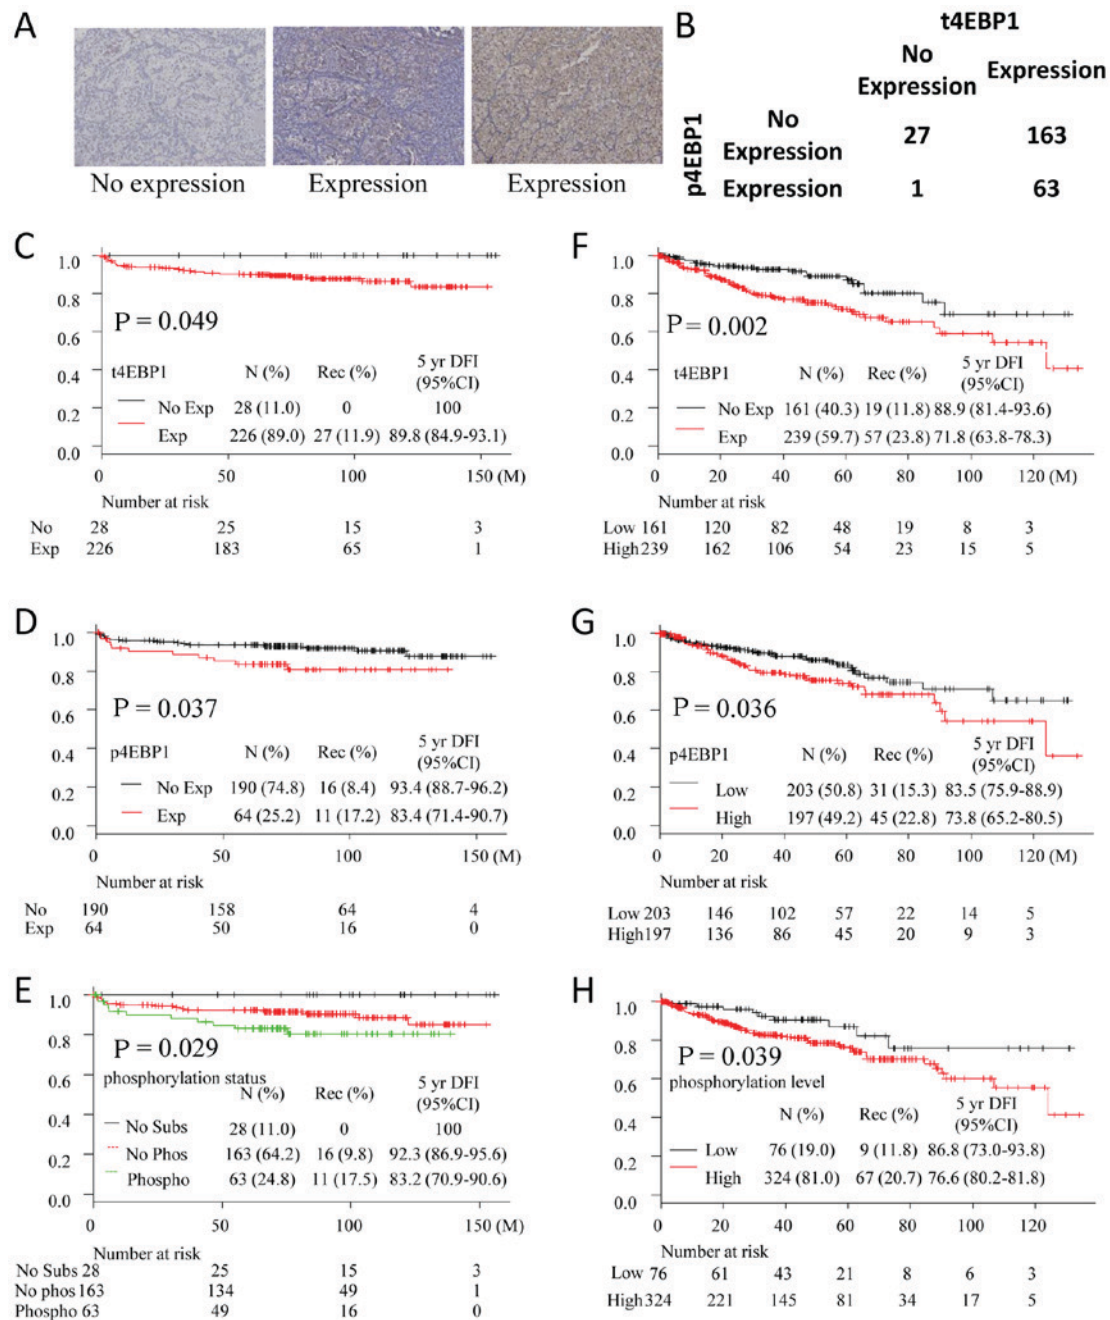 A
No expression
Expression
Expression
B
t4EBP1
No Expression
Expression
p4EBP1
No Expression
27
163
Expression
1
63
C
1.0
0.8
0.6
0.4
0.2
0.0
P = 0.049
t4EBP1 N (%) Rec (%) 5 yr DFI (95%CI)
No Exp 28 (11.0) 0 100
Exp 226 (89.0) 27 (11.9) 89.8 (84.9-93.1)
0 50 100 150 (M)
Number at risk
No 28 25 15 3
Exp 226 183 65 1
F
1.0
0.8
0.6
0.4
0.2
0.0
P = 0.002
t4EBP1 N (%) Rec (%) 5 yr DFI (95%CI)
No Exp 161 (40.3) 19 (11.8) 88.9 (81.4-93.6)
Exp 239 (59.7) 57 (23.8) 71.8 (63.8-78.3)
0 20 40 60 80 100 120 (M)
Number at risk
Low 161 120 82 48 19 8 3
High 239 162 106 54 23 15 5
D
1.0
0.8
0.6
0.4
0.2
0.0
P = 0.037
p4EBP1 N (%) Rec (%) 5 yr DFI (95%CI)
No Exp 190 (74.8) 16 (8.4) 93.4 (88.7-96.2)
Exp 64 (25.2) 11 (17.2) 83.4 (71.4-90.7)
0 50 100 150 (M)
Number at risk
No 190 158 64 4
Exp 64 50 16 0
G
1.0
0.8
0.6
0.4
0.2
0.0
P = 0.036
p4EBP1 N (%) Rec (%) 5 yr DFI (95%CI)
Low 203 (50.8) 31 (15.3) 83.5 (75.9-88.9)
High 197 (49.2) 45 (22.8) 73.8 (65.2-80.5)
0 20 40 60 80 100 120 (M)
Number at risk
Low 203 146 102 57 22 14 5
High 197 136 86 45 20 9 3
E
1.0
0.8
0.6
0.4
0.2
0.0
P = 0.029
phosphorylation status
N (%) Rec (%) 5 yr DFI (95%CI)
No Subs 28 (11.0) 0 100
No Phos 163 (64.2) 16 (9.8) 92.3 (86.9-95.6)
Phospho 63 (24.8) 11 (17.5) 83.2 (70.9-90.6)
0 50 100 150 (M)
Number at risk
No Subs 28 25 15 3
No phos 163 134 49 1
Phospho 63 49 16 0
H
1.0
0.8
0.6
0.4
0.2
0.0
P = 0.039
phosphorylation level
N (%) Rec (%) 5 yr DFI (95%CI)
Low 76 (19.0) 9 (11.8) 86.8 (73.0-93.8)
High 324 (81.0) 67 (20.7) 76.6 (80.2-81.8)
0 20 40 60 80 100 120
Number at risk
Low 76 61 43 21 8 6 3
High 324 221 145 81 34 17 5